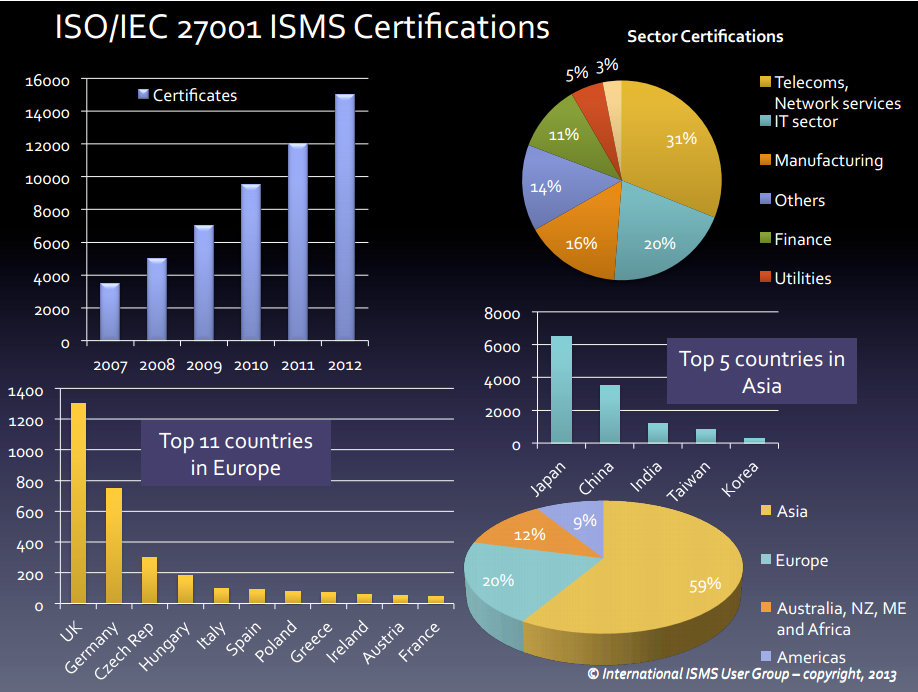 ISO/IEC 27001 ISMS Certifications
16000
14000
12000
10000
8000
6000
4000
2000
0
Certificates
2007 2008 2009 2010 2011 2012
Sector Certifications
31%
20%
16%
14%
11%
5%
3%
Telecoms,
Network services
IT sector
Manufacturing
Others
Finance
Utilities
1400
1200
1000
800
600
400
200
0
Top 11 countries
in Europe
UK
Germany
Czech Rep
Hungary
Italy
Spain
Poland
Greece
Ireland
Austria
France
8000
6000
4000
2000
0
Top 5 countries in
Asia
Japan
China
India
Taiwan
Korea
59%
20%
12%
9%
Asia
Europe
Australia, NZ, ME
and Africa
Americas
© International ISMS User Group – copyright, 2013